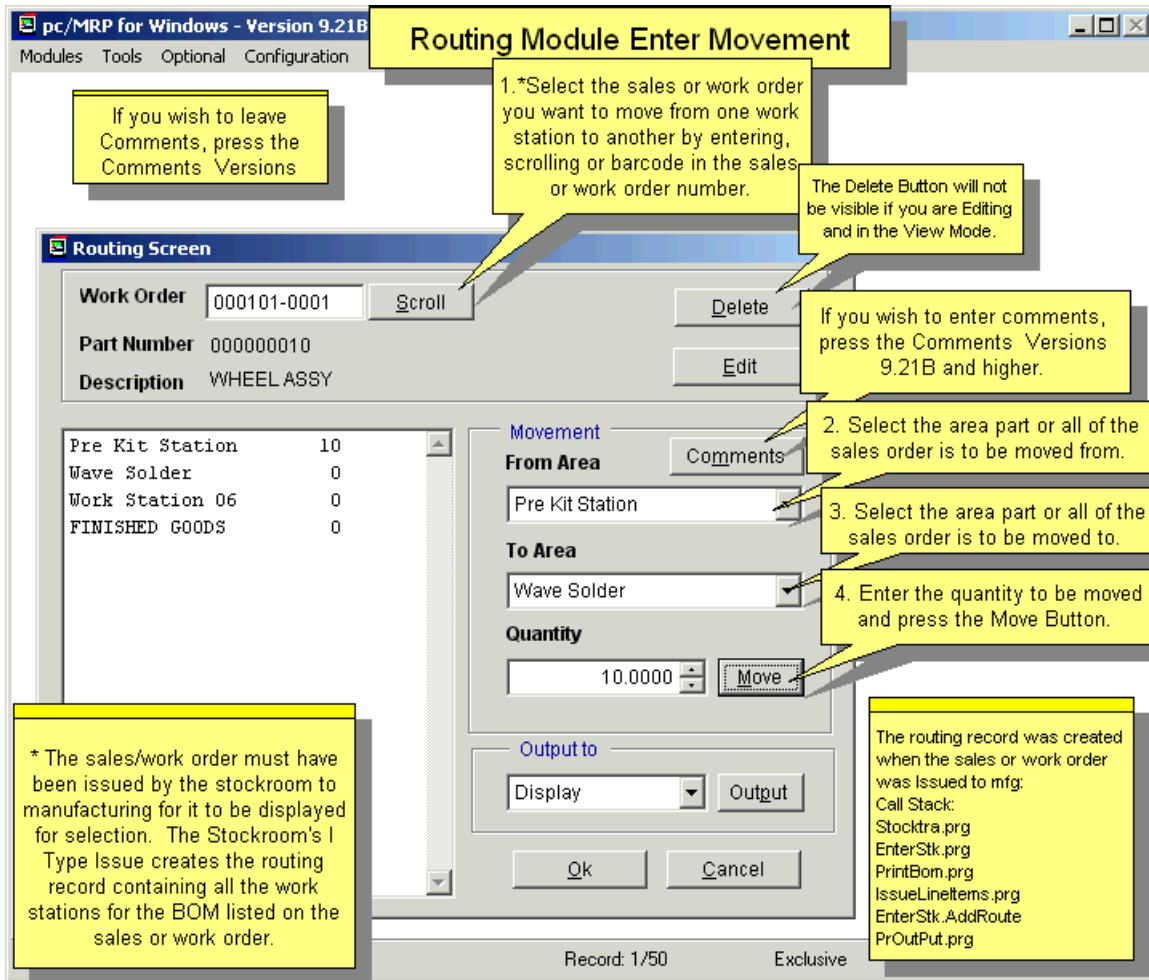 pc/MRP for Windows - Version 9.21B
Modules Tools Optional Configuration
Routing Module Enter Movement
If you wish to leave
Comments, press the
Comments Versions
1.*Select the sales or work order
you want to move from one work
station to another by entering,
scrolling or barcode in the sales
or work order number.
The Delete Button will not
be visible if you are Editing
and in the View Mode.
Routing Screen
Work Order 000101-0001 Scroll
Delete
Part Number 000000010
Edit
Description WHEEL ASSY
If you wish to enter comments,
press the Comments Versions
9.21B and higher.
Pre Kit Station 10
Wave Solder 0
Work Station 06 0
FINISHED GOODS 0
Movement
From Area
Comments
Pre Kit Station
To Area
Wave Solder
Quantity
10.0000 Move
2. Select the area part or all of the
sales order is to be moved from.
3. Select the area part or all of the
sales order is to be moved to.
4. Enter the quantity to be moved
and press the Move Button.
Output to
Display Output
Ok Cancel
* The sales/work order must have
been issued by the stockroom to
manufacturing for it to be displayed
for selection. The Stockroom's I
Type Issue creates the routing
record containing all the work
stations for the BOM listed on the
sales or work order.
The routing record was created
when the sales or work order
was Issued to mfg:
Call Stack:
Stocktra.prg
EnterStk.prg
PrintBom.prg
IssueLineItems.prg
EnterStk.AddRoute
PrOutPut.prg
Record: 1/50 Exclusive